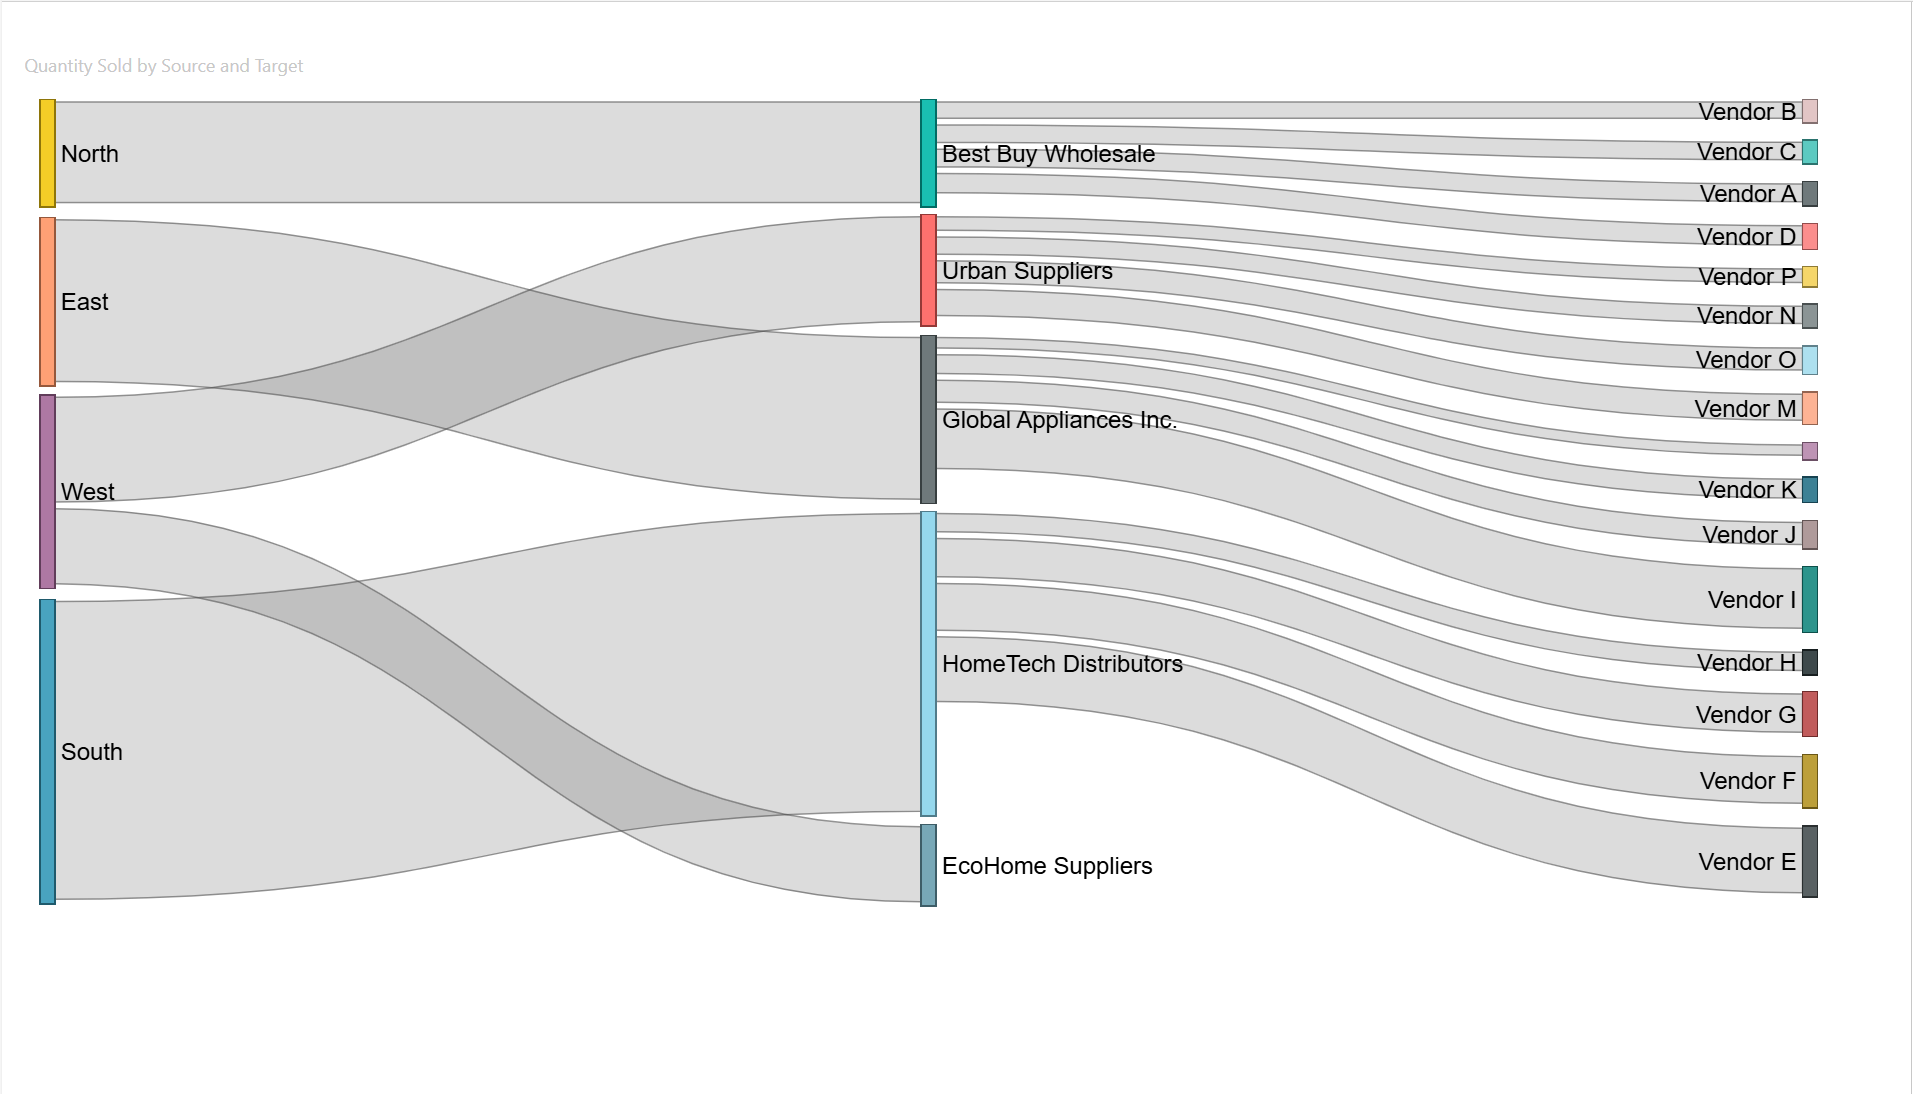 Quantity Sold by Source and Target
North
East
West
South
Best Buy Wholesale
Urban Suppliers
Global Appliances Inc.
HomeTech Distributors
EcoHome Suppliers
Vendor B
Vendor C
Vendor A
Vendor D
Vendor P
Vendor N
Vendor O
Vendor M
Vendor K
Vendor J
Vendor I
Vendor H
Vendor G
Vendor F
Vendor E